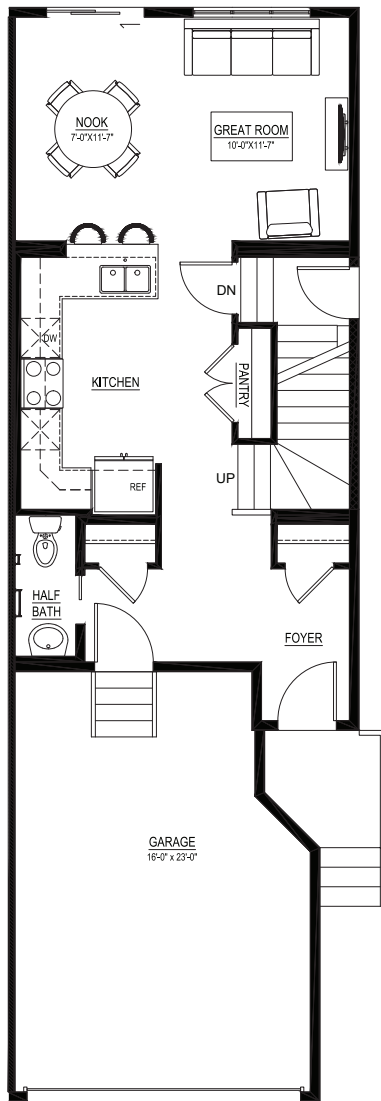 NOOK
7'-0"X11'-7"
GREAT ROOM
10'-0"X11'-7"
DN
DW
KITCHEN
PANTRY
UP
REF
HALF
BATH
FOYER
GARAGE
16'-0" x 23'-0"